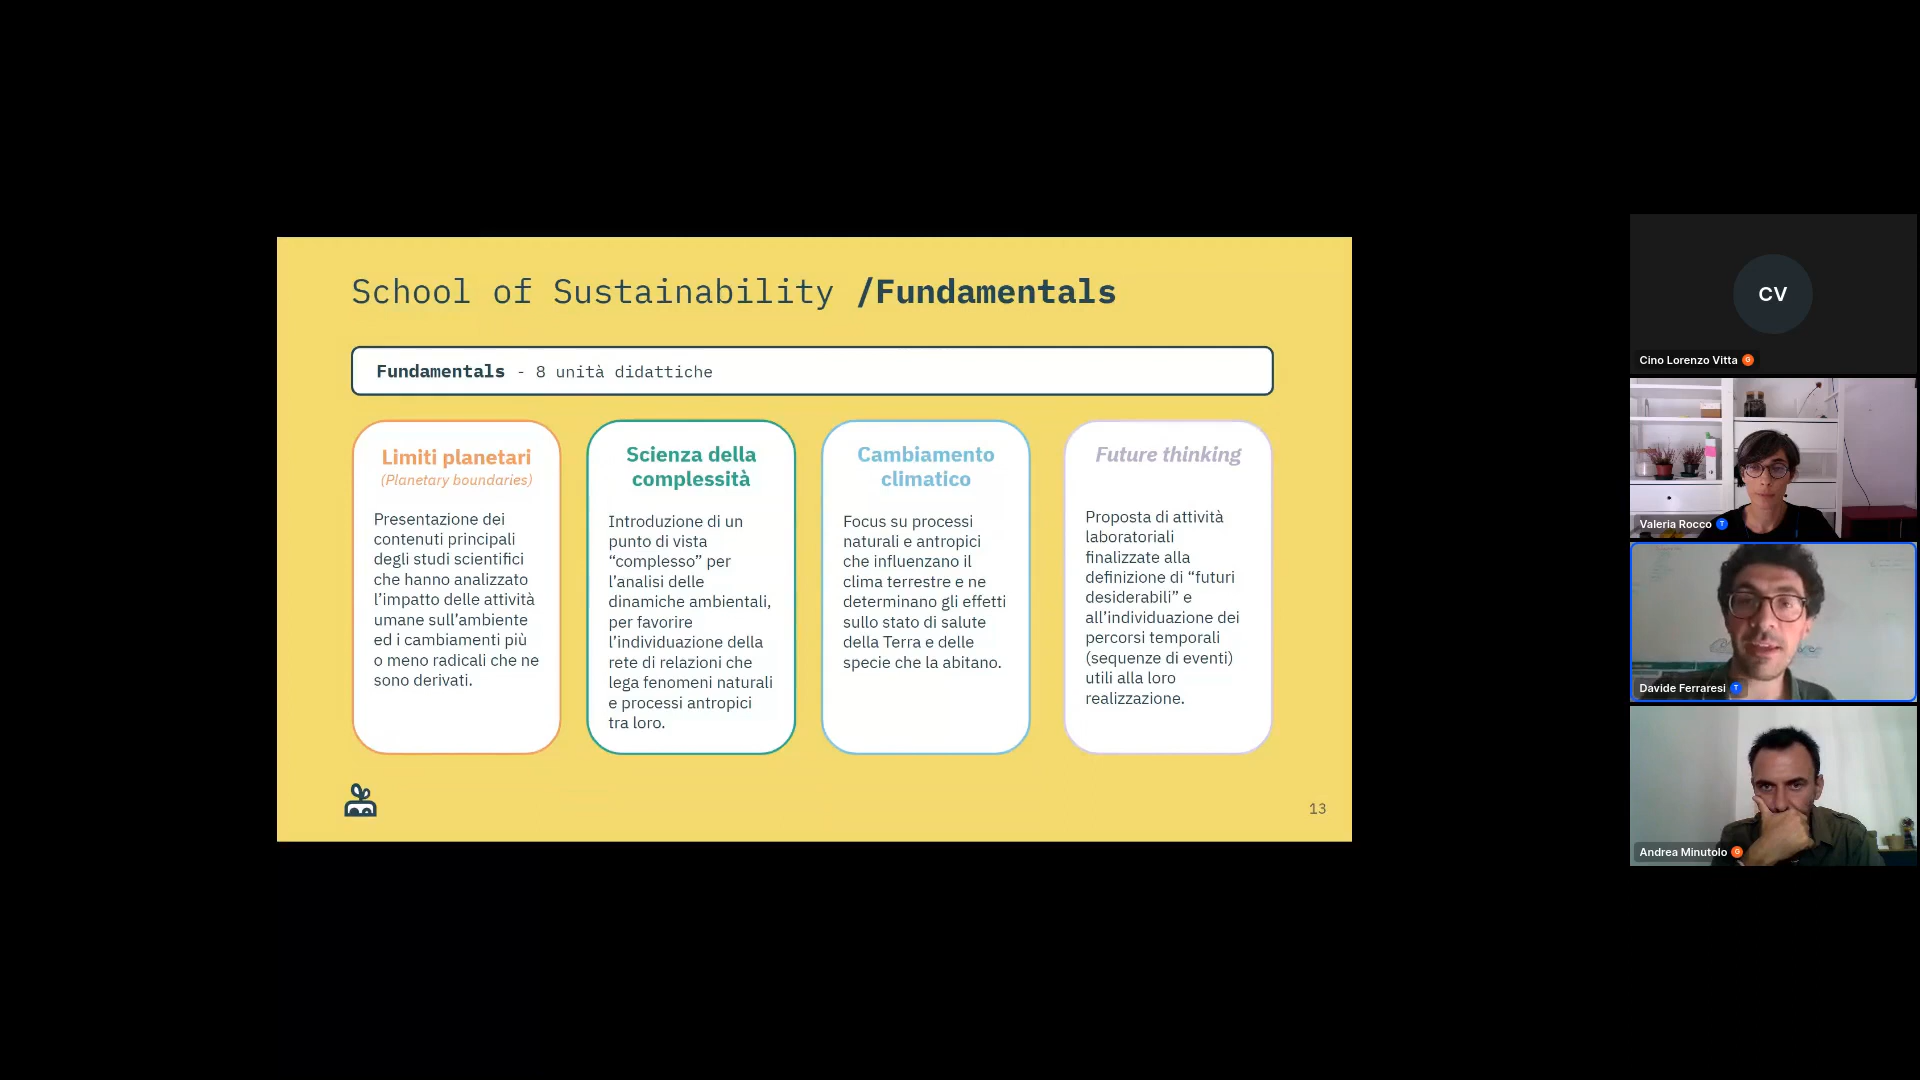 School of Sustainability /Fundamentals
Fundamentals - 8 unità didattiche
Limiti planetari
(Planetary boundaries)
Presentazione dei
contenuti principali
degli studi scientifici
che hanno analizzato
l’impatto delle attività
umane sull’ambiente
ed i cambiamenti più
o meno radicali che ne
sono derivati.
Scienza della
complessità
Introduzione di un
punto di vista
“complesso” per
l’analisi delle
dinamiche ambientali,
per favorire
l’individuazione della
rete di relazioni che
lega fenomeni naturali
e processi antropici
tra loro.
Cambiamento
climatico
Focus su processi
naturali e antropici
che influenzano il
clima terrestre e ne
determinano gli effetti
sullo stato di salute
della Terra e delle
specie che la abitano.
Future thinking
Proposta di attività
laboratoriali
finalizzate alla
definizione di “futuri
desiderabili” e
all’individuazione dei
percorsi temporali
(sequenze di eventi)
utili alla loro
realizzazione.
13
CV
Cino Lorenzo Vitta G
Valeria Rocco T
Davide Ferraresi T
Andrea Minutolo G